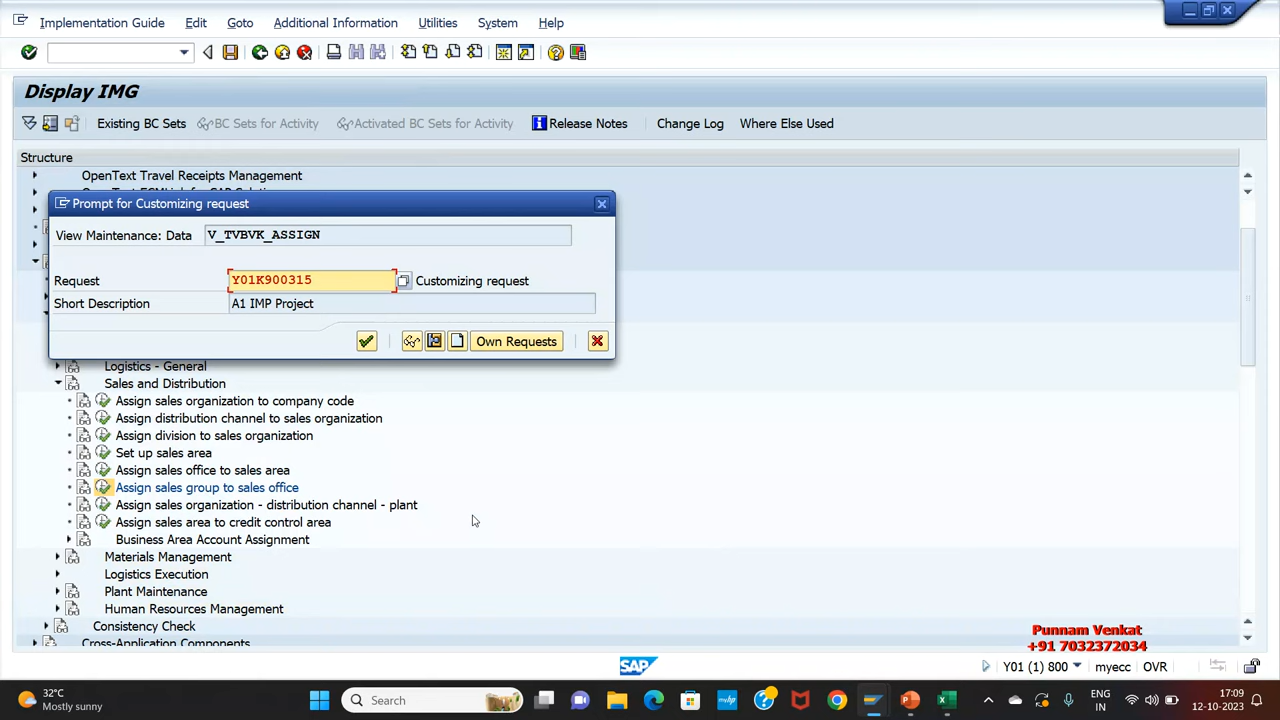 Implementation Guide Edit Goto Additional Information Utilities System Help
Display IMG
Existing BC Sets BC Sets for Activity Activated BC Sets for Activity Release Notes Change Log Where Else Used
Structure
OpenText Travel Receipts Management
Prompt for Customizing request
View Maintenance: Data V_TVBVK_ASSIGN
Request Y01K900315 Customizing request
Short Description A1 IMP Project
Own Requests
Logistics - General
Sales and Distribution
Assign sales organization to company code
Assign distribution channel to sales organization
Assign division to sales organization
Set up sales area
Assign sales office to sales area
Assign sales group to sales office
Assign sales organization - distribution channel - plant
Assign sales area to credit control area
Business Area Account Assignment
Materials Management
Logistics Execution
Plant Maintenance
Human Resources Management
Consistency Check
Cross-Application Components
Punnam Venkat
+91 7032372034
SAP Y01 (1) 800 myecc OVR
32°C
Mostly sunny
Search
ENG
IN
17:09
12-10-2023